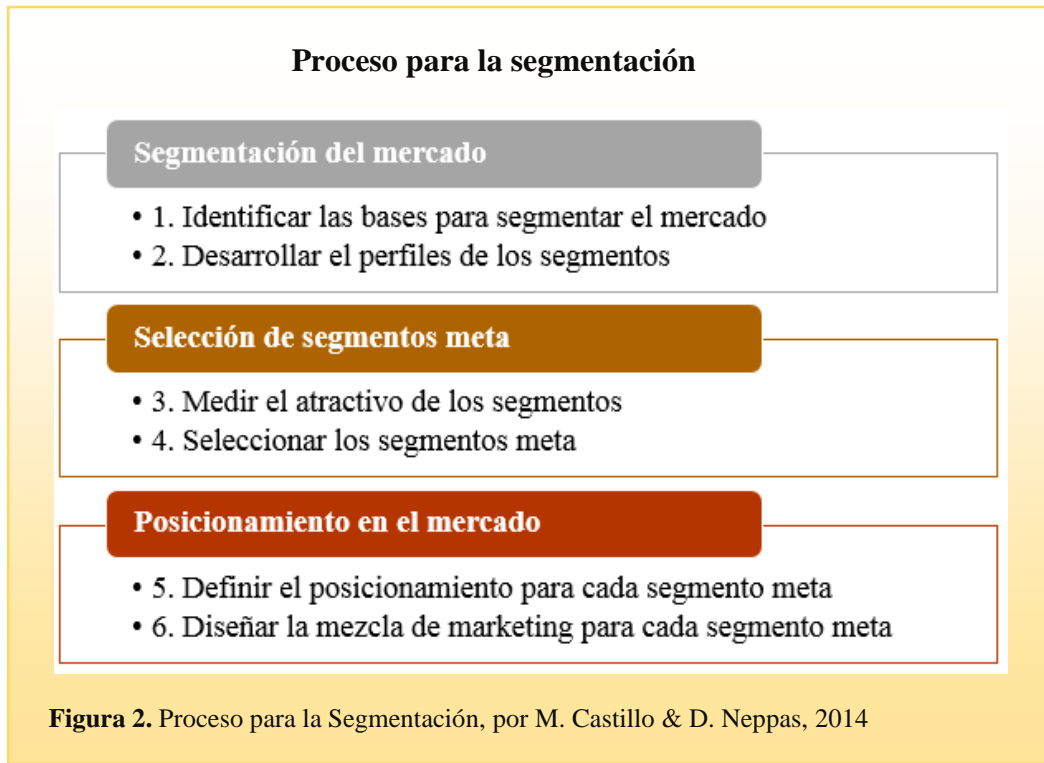 Proceso para la segmentación
Segmentación del mercado
• 1. Identificar las bases para segmentar el mercado
• 2. Desarrollar el perfiles de los segmentos
Selección de segmentos meta
• 3. Medir el atractivo de los segmentos
• 4. Seleccionar los segmentos meta
Posicionamiento en el mercado
• 5. Definir el posicionamiento para cada segmento meta
• 6. Diseñar la mezcla de marketing para cada segmento meta
Figura 2. Proceso para la Segmentación, por M. Castillo & D. Neppas, 2014